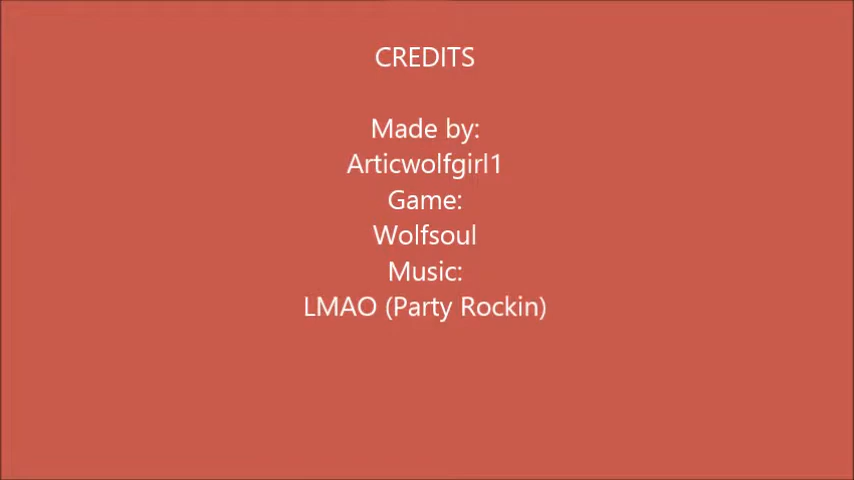 CREDITS
Made by:
Articwolfgirl1
Game:
Wolfsoul
Music:
LMAO (Party Rockin)